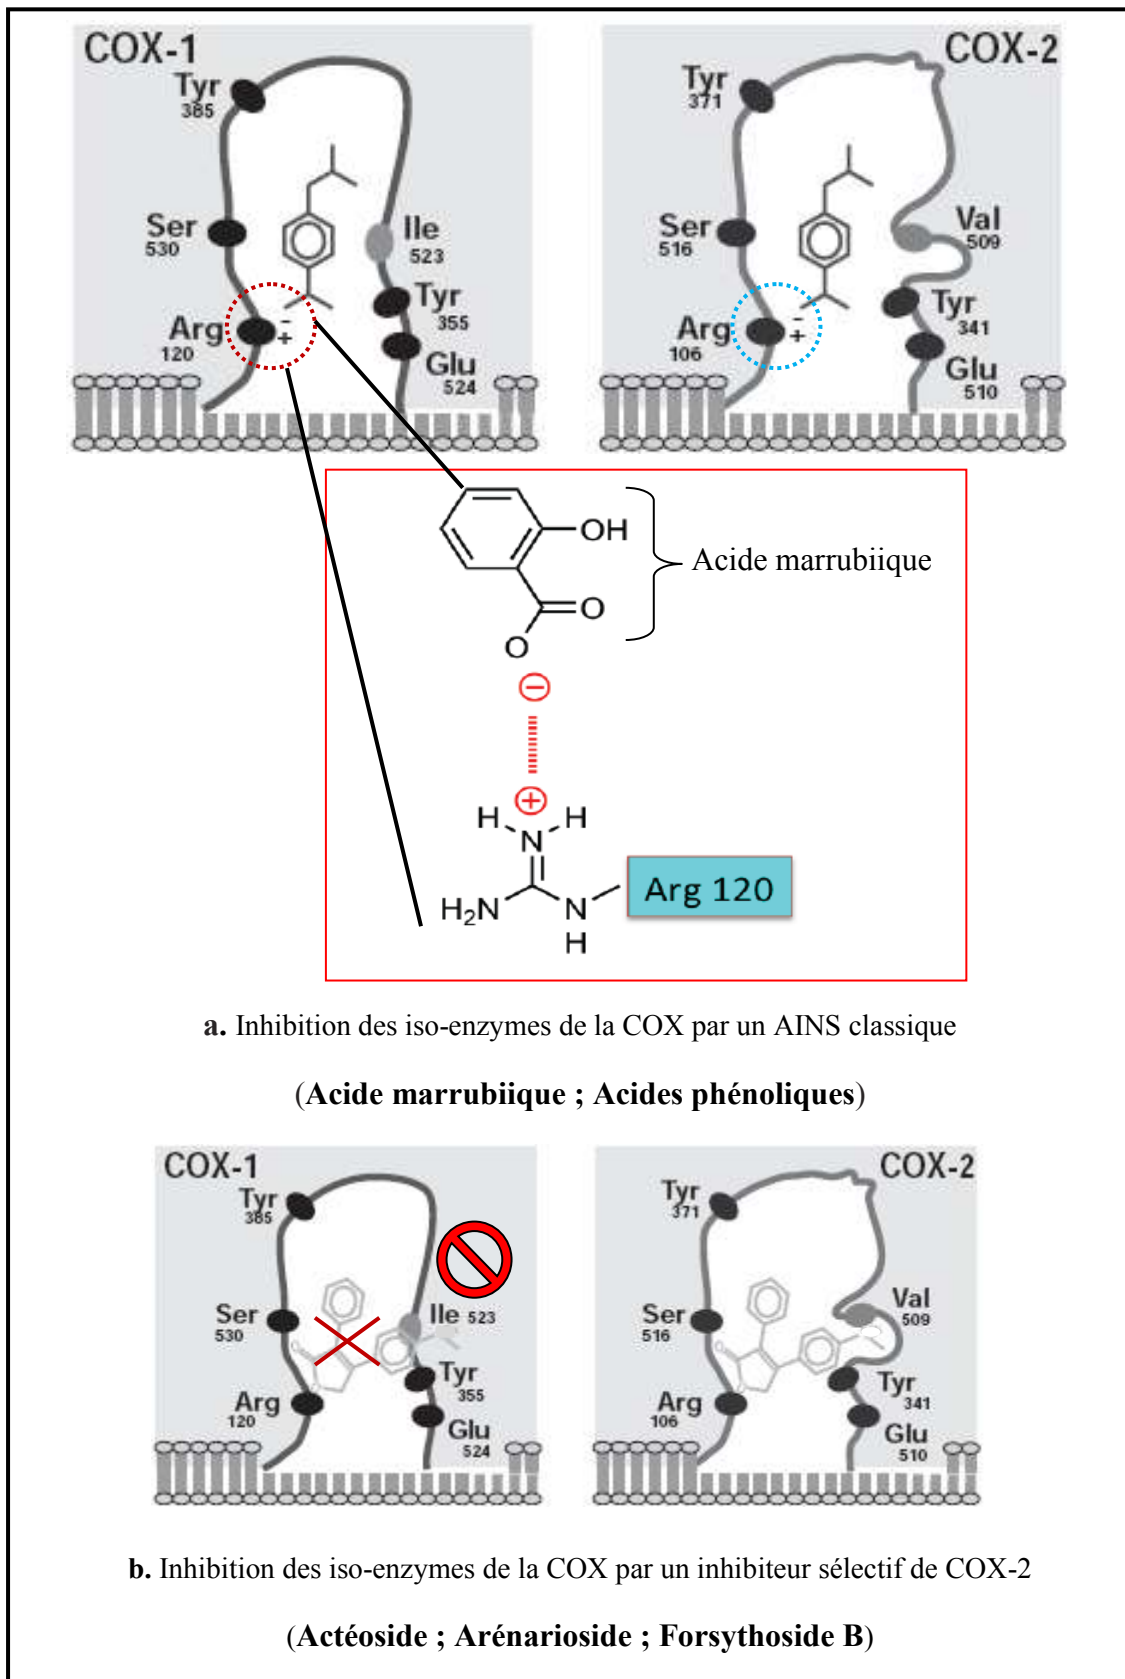 COX-1
Tyr
385
Ser
530
Arg
120
Ile
523
Tyr
355
Glu
524
- +
COX-2
Tyr
371
Ser
516
Arg
106
Val
509
Tyr
341
Glu
510
- +
OH
O
O
Acide marrubiique
−
+
H H
N
H2N N
H
Arg 120
a. Inhibition des iso-enzymes de la COX par un AINS classique
(Acide marrubiique ; Acides phénoliques)
COX-1
Tyr
385
Ser
530
Arg
120
Ile 523
Tyr
355
Glu
524
COX-2
Tyr
371
Ser
516
Arg
106
Val
509
Tyr
341
Glu
510
b. Inhibition des iso-enzymes de la COX par un inhibiteur sélectif de COX-2
(Actéoside ; Arénarioside ; Forsythoside B)